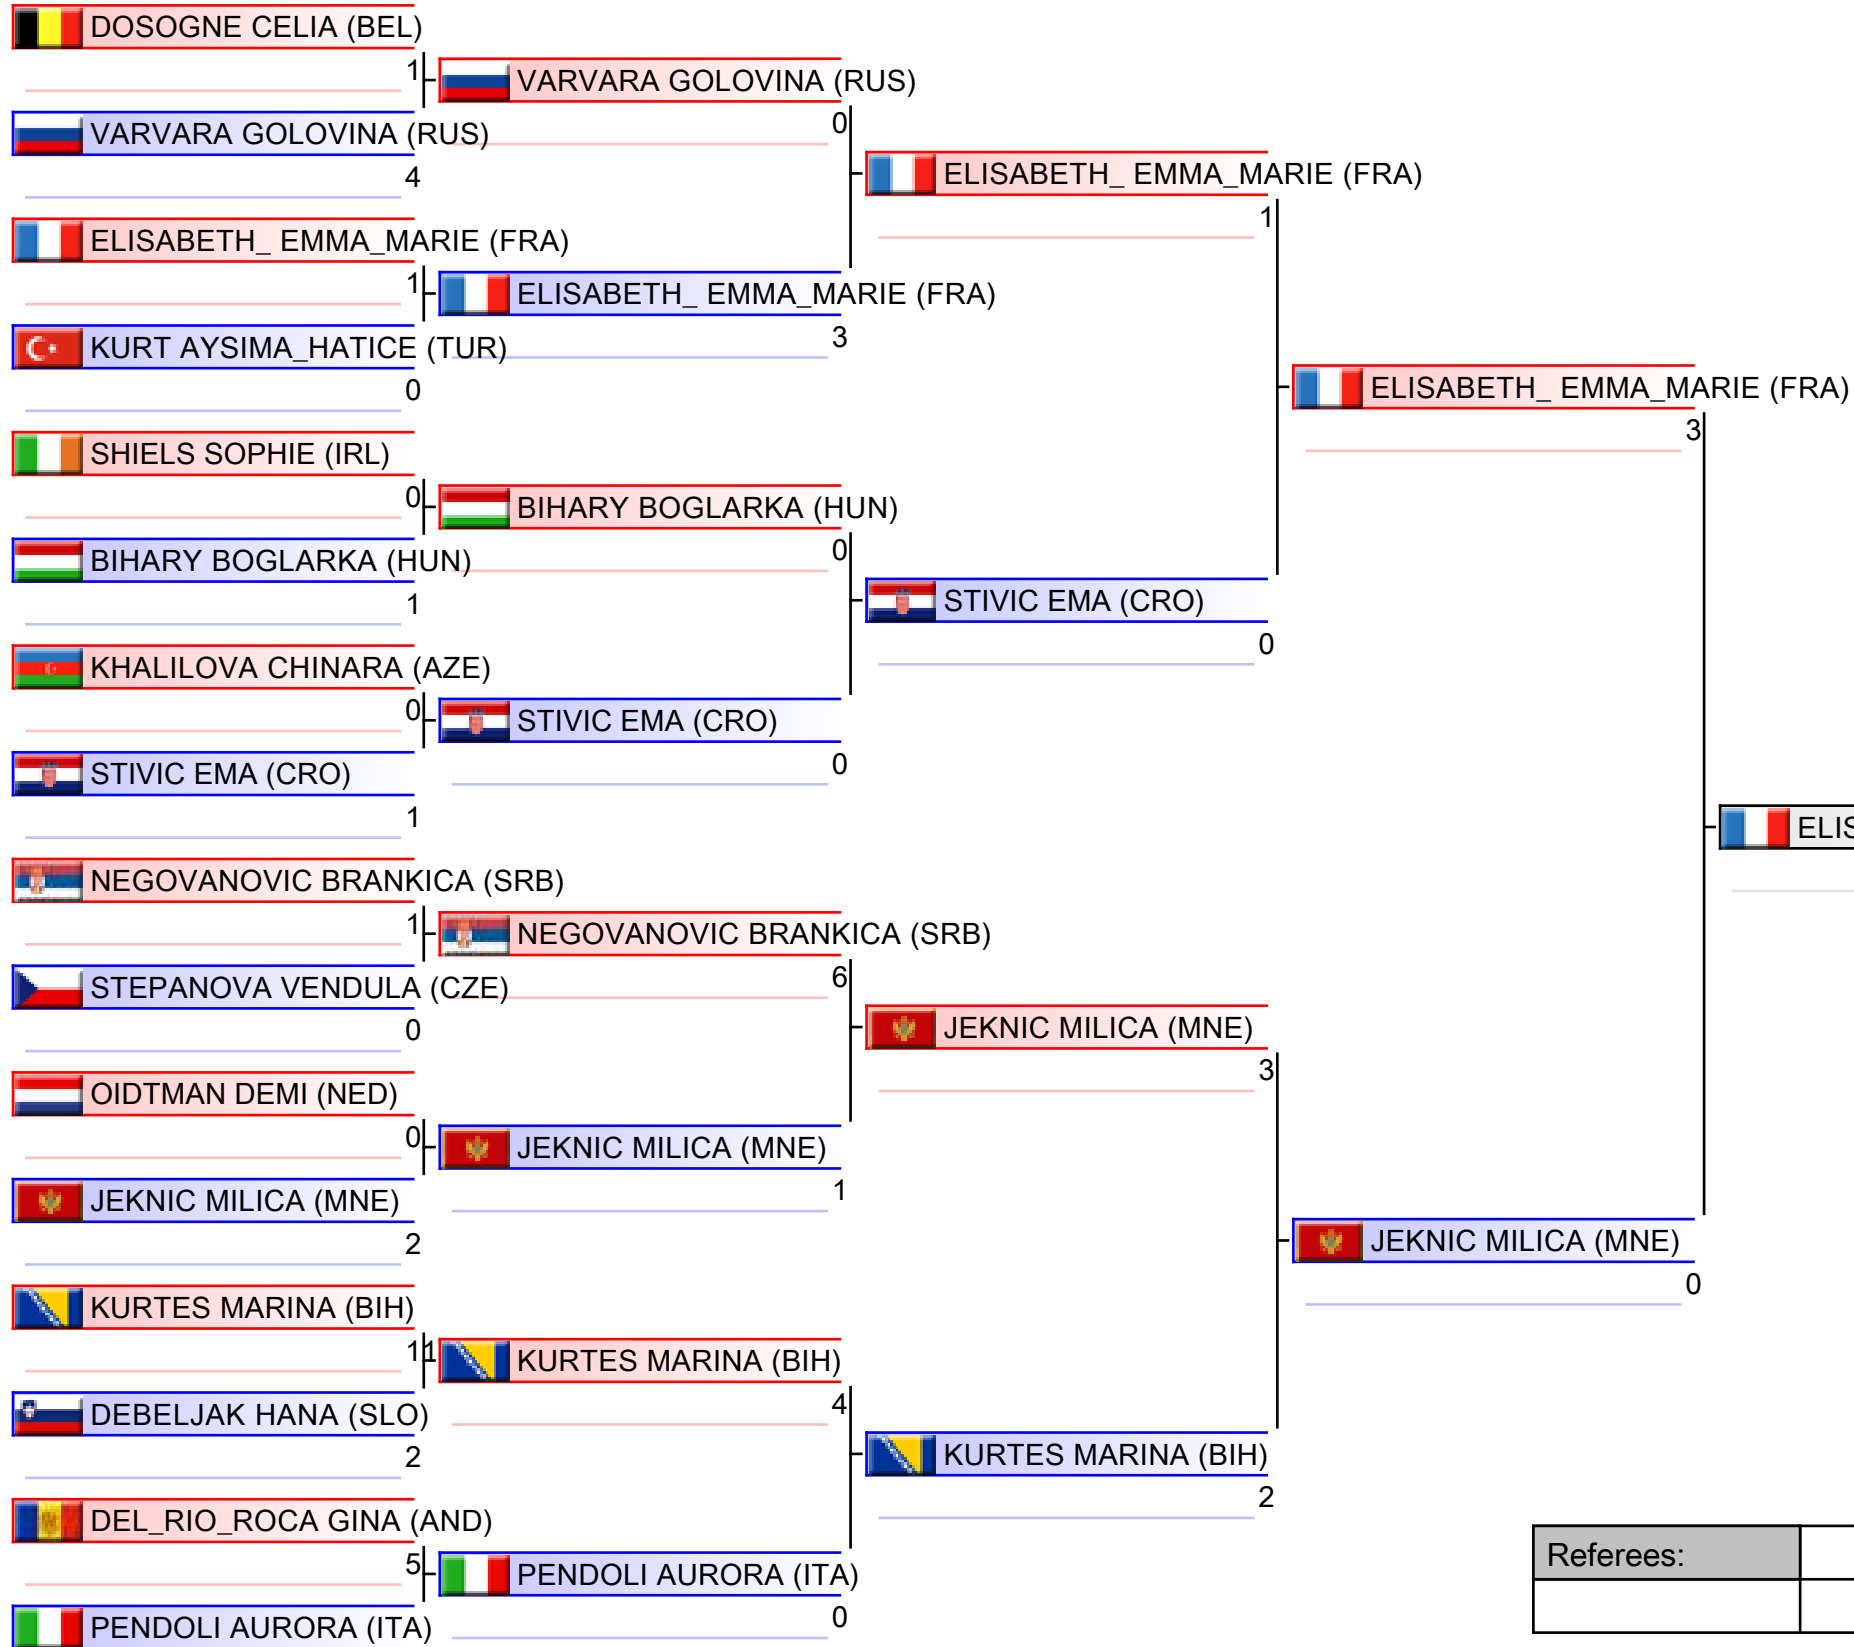 DOSOGNE CELIA (BEL)
1
VARVARA GOLOVINA (RUS)
4
ELISABETH_ EMMA_MARIE (FRA)
1
KURT AYSIMA_HATICE (TUR)
0
SHIELS SOPHIE (IRL)
0
BIHARY BOGLARKA (HUN)
1
KHALILOVA CHINARA (AZE)
0
STIVIC EMA (CRO)
1
NEGOVANOVIC BRANKICA (SRB)
1
STEPANOVA VENDULA (CZE)
0
OIDTMAN DEMI (NED)
0
JEKNIC MILICA (MNE)
2
KURTES MARINA (BIH)
11
DEBELJAK HANA (SLO)
2
DEL_RIO_ROCA GINA (AND)
5
PENDOLI AURORA (ITA)
VARVARA GOLOVINA (RUS)
0
ELISABETH_ EMMA_MARIE (FRA)
3
BIHARY BOGLARKA (HUN)
0
STIVIC EMA (CRO)
0
NEGOVANOVIC BRANKICA (SRB)
6
JEKNIC MILICA (MNE)
1
KURTES MARINA (BIH)
4
PENDOLI AURORA (ITA)
0
ELISABETH_ EMMA_MARIE (FRA)
1
STIVIC EMA (CRO)
0
JEKNIC MILICA (MNE)
3
KURTES MARINA (BIH)
2
ELISABETH_ EMMA_MARIE (FRA)
3
JEKNIC MILICA (MNE)
0
Referees: